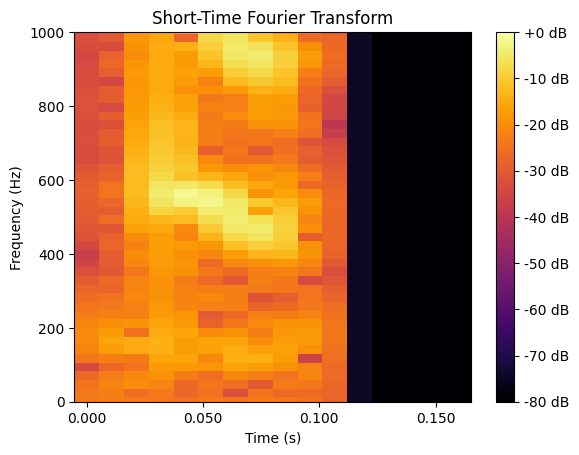 Short-Time Fourier Transform
Frequency (Hz)
1000
800
600
400
200
0
0.000
0.050
0.100
0.150
Time (s)
+0 dB
-10 dB
-20 dB
-30 dB
-40 dB
-50 dB
-60 dB
-70 dB
-80 dB